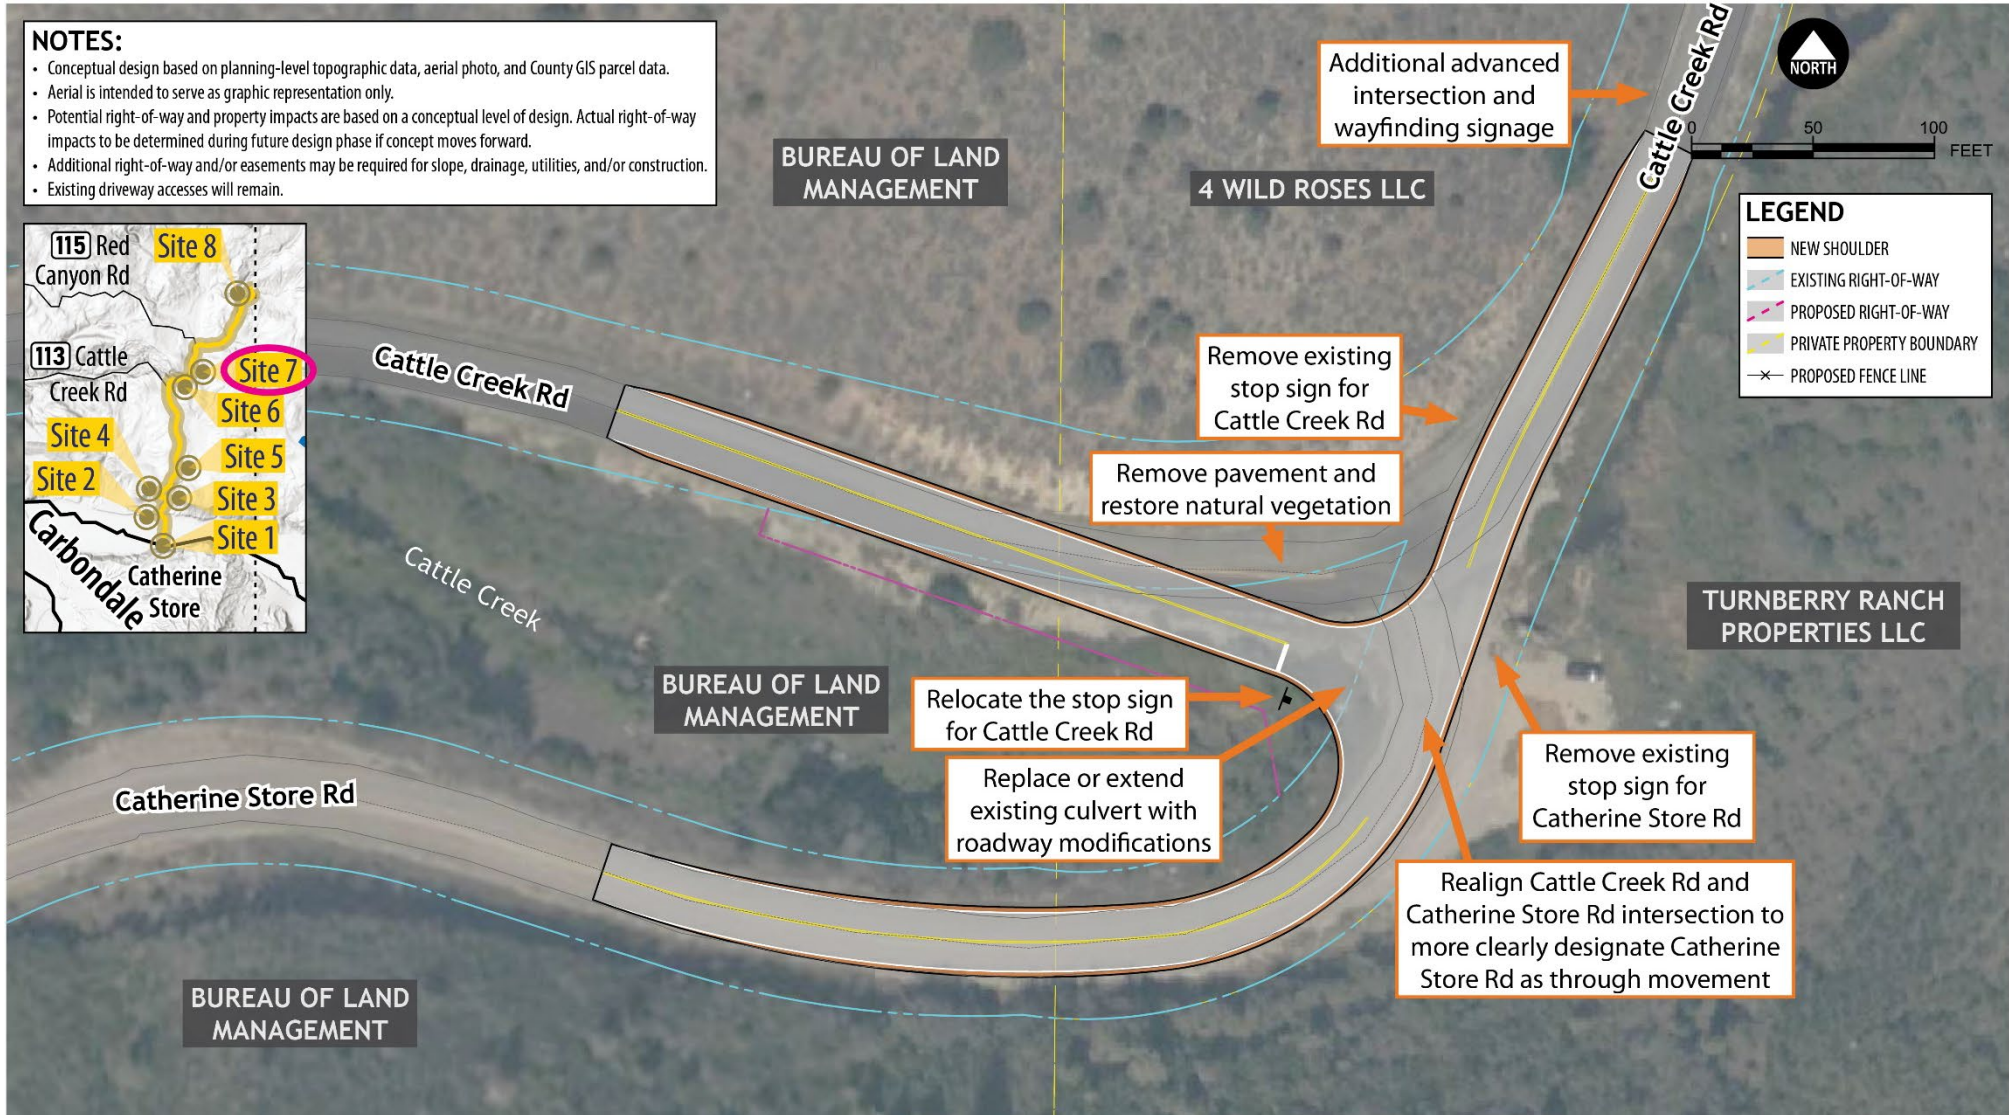 NOTES:
• Conceptual design based on planning-level topographic data, aerial photo, and County GIS parcel data.
• Aerial is intended to serve as graphic representation only.
• Potential right-of-way and property impacts are based on a conceptual level of design. Actual right-of-way
impacts to be determined during future design phase if concept moves forward.
• Additional right-of-way and/or easements may be required for slope, drainage, utilities, and/or construction.
• Existing driveway accesses will remain.
115 Red
Canyon Rd
Site 8
113 Cattle
Creek Rd
Site 7
Site 6
Site 4
Site 5
Site 2
Site 3
Site 1
Carbondale
Catherine
Store
BUREAU OF LAND
MANAGEMENT
4 WILD ROSES LLC
Additional advanced
intersection and
wayfinding signage
Cattle Creek Rd
Cattle Creek Rd
NORTH
0 50 100
FEET
LEGEND
NEW SHOULDER
EXISTING RIGHT-OF-WAY
PROPOSED RIGHT-OF-WAY
PRIVATE PROPERTY BOUNDARY
PROPOSED FENCE LINE
Cattle Creek Rd
Remove existing
stop sign for
Cattle Creek Rd
Remove pavement and
restore natural vegetation
Cattle Creek
TURNBERRY RANCH
PROPERTIES LLC
BUREAU OF LAND
MANAGEMENT
Relocate the stop sign
for Cattle Creek Rd
Replace or extend
existing culvert with
roadway modifications
Remove existing
stop sign for
Catherine Store Rd
Catherine Store Rd
Realign Cattle Creek Rd and
Catherine Store Rd intersection to
more clearly designate Catherine
Store Rd as through movement
BUREAU OF LAND
MANAGEMENT